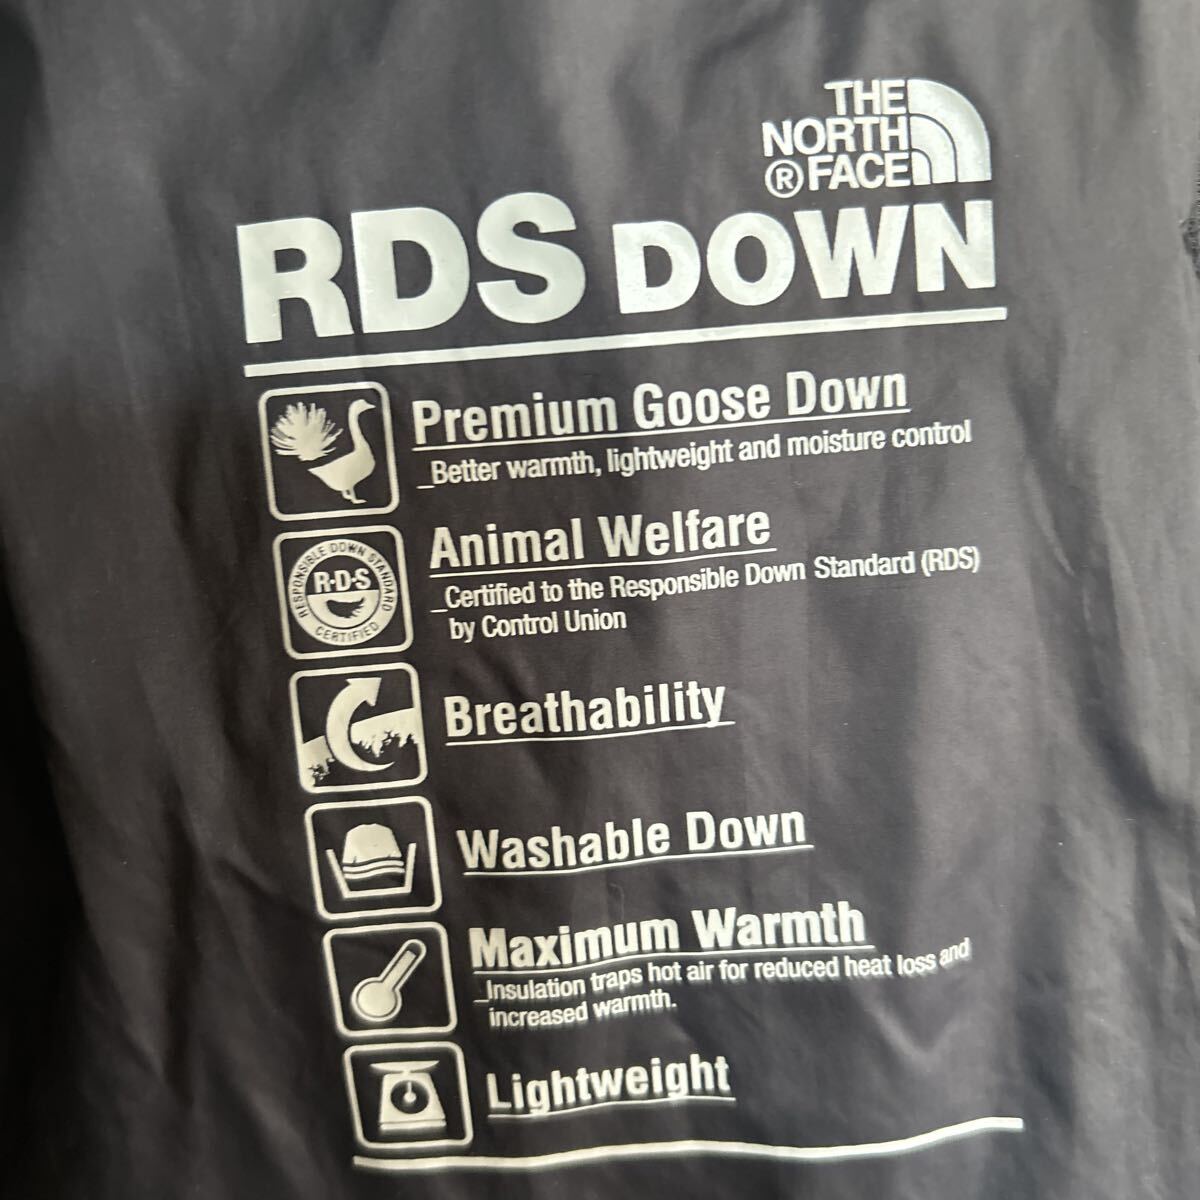 THE
NORTH
® FACE
RDS DOWN
Premium Goose Down
_Better warmth, lightweight and moisture control
Animal Welfare
_Certified to the Responsible Down Standard (RDS)
by Control Union
RESPONSIBLE DOWN STANDARD
R·D·S
CERTIFIED
Breathability
Washable Down
Maximum Warmth
_Insulation traps hot air for reduced heat loss and
increased warmth.
Lightweight